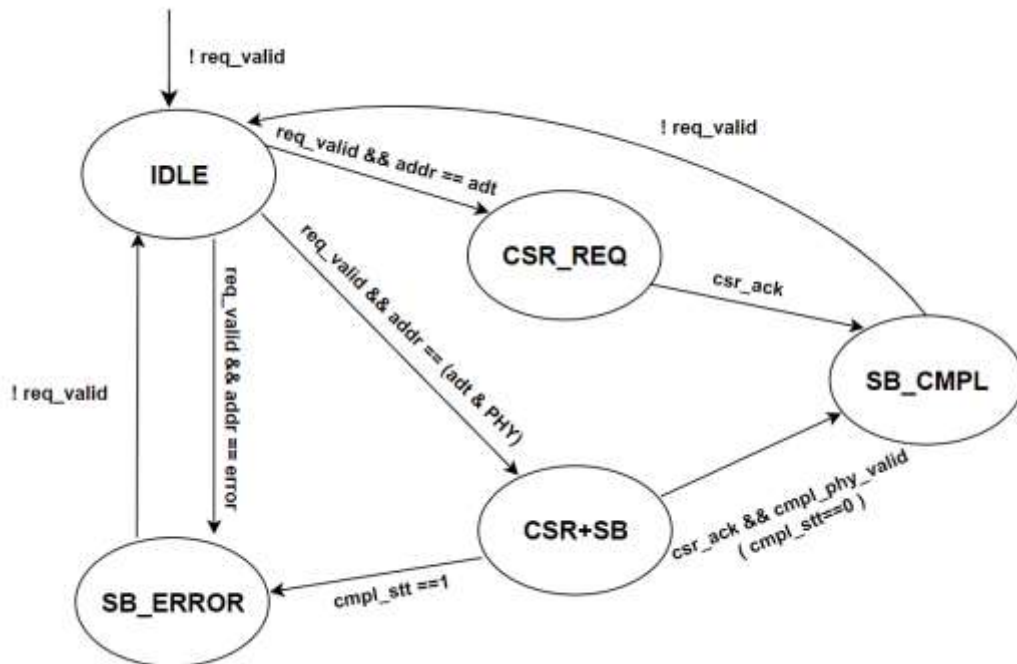 ! req_valid
! req_valid
IDLE
req_valid && addr == adt
CSR_REQ
csr_ack
req_valid && addr == (adt & PHY)
req_valid && addr == error
! req_valid
SB_CMPL
CSR+SB
csr_ack && cmpl_phy_valid
( cmpl_stt==0 )
cmpl_stt ==1
SB_ERROR